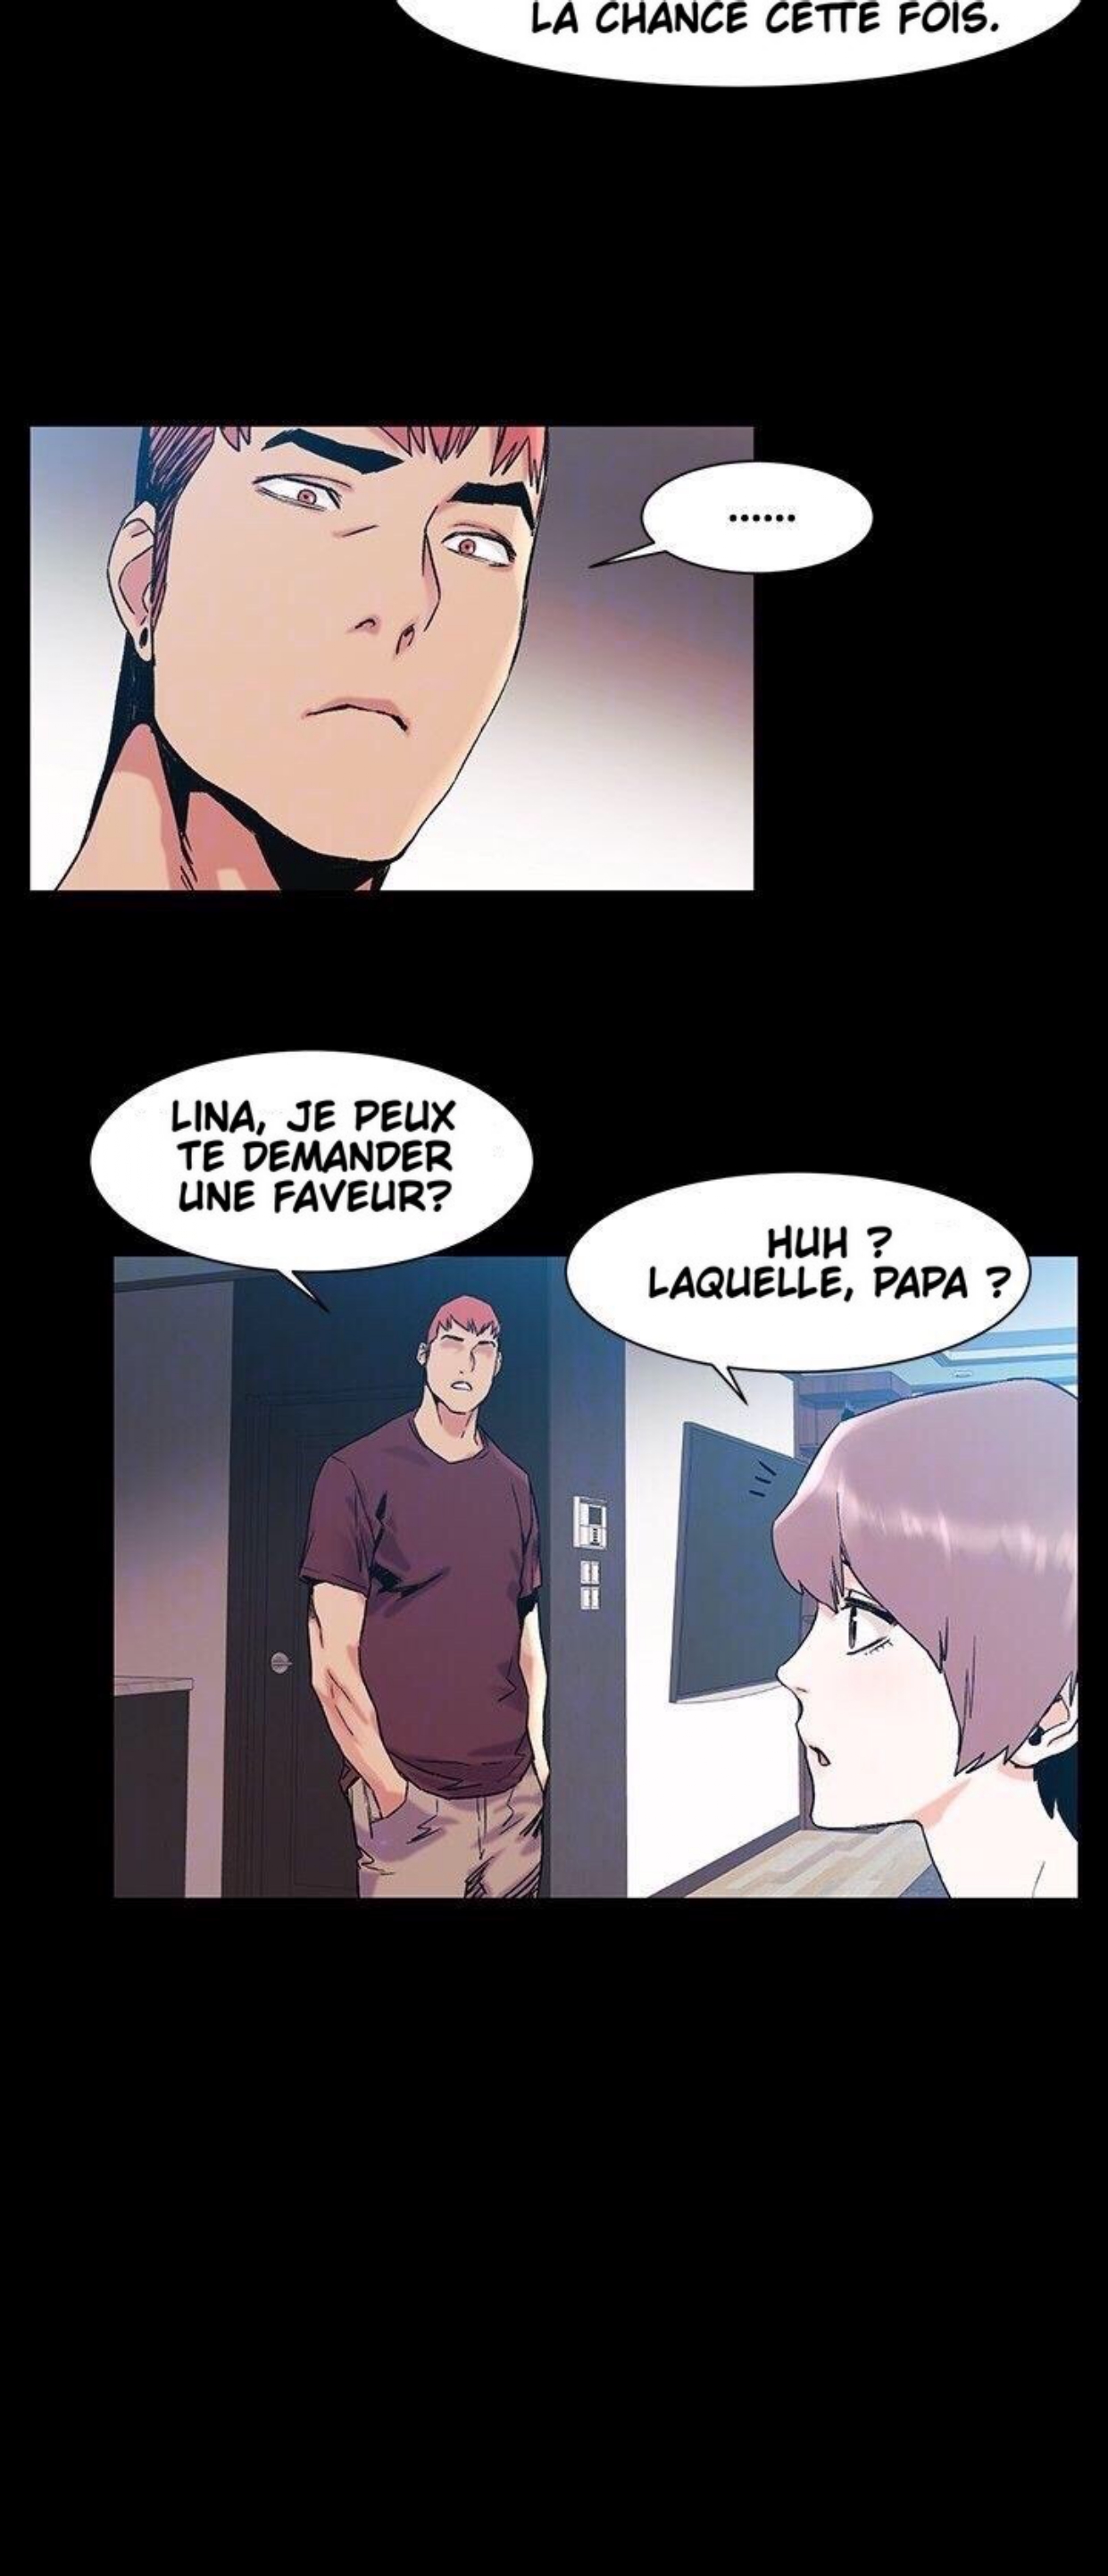 LA CHANCE CETTE FOIS.
......
LINA, JE PEUX
TE DEMANDER
UNE FAVEUR?
HUH ?
LAQUELLE, PAPA ?